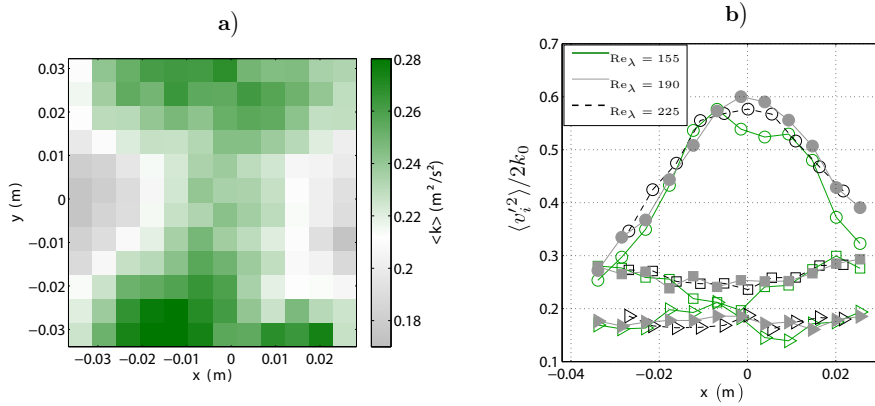 a)
0.03
0.02
0.01
0
−0.01
−0.02
−0.03
y (m)
−0.03 −0.02 −0.01 0 0.01 0.02
x (m)
0.28
0.26
0.24
0.22
0.2
0.18
<k> (m²/s²)
b)
0.7
0.6
0.5
0.4
0.3
0.2
0.1
⟨v′ᵢ²⟩/2k₀
Re_λ = 155
Re_λ = 190
Re_λ = 225
−0.04 −0.02 0 0.02
x (m)